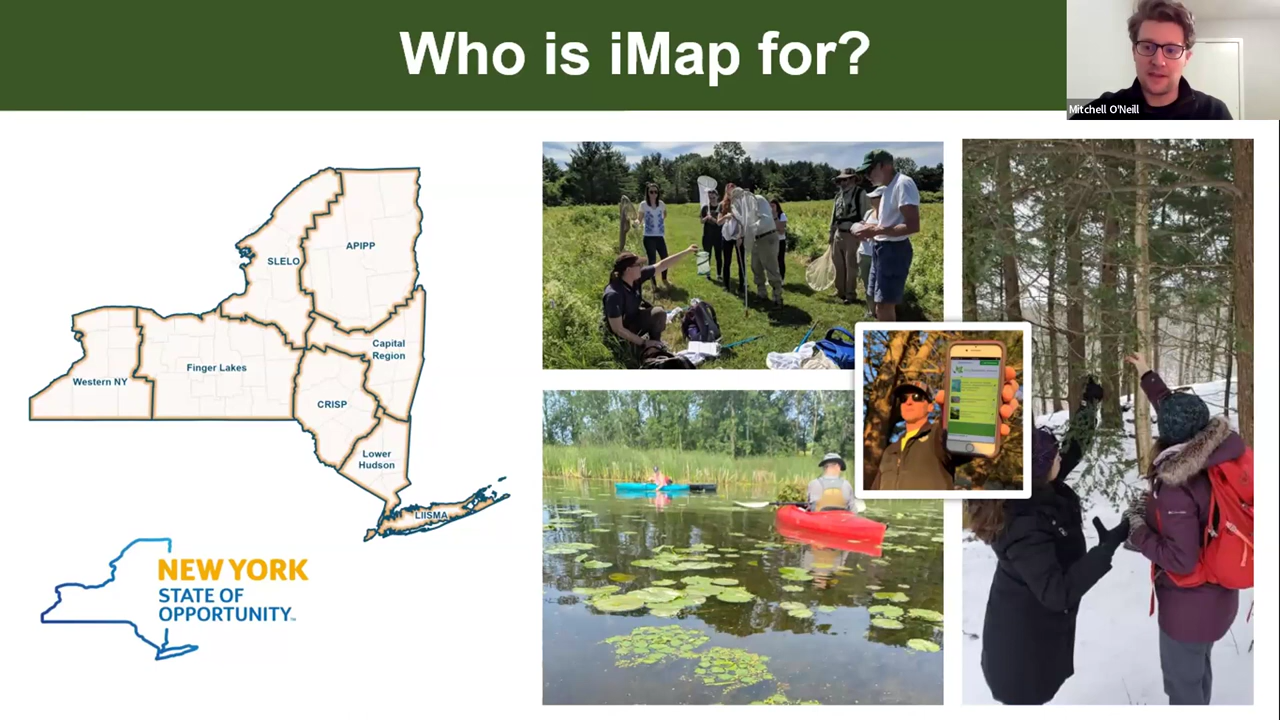 Who is iMap for?
Mitchell O'Neill
APIPP
SLELO
Capital
Region
Finger Lakes
Western NY
CRISP
Lower
Hudson
LIISMA
NEW YORK
STATE OF
OPPORTUNITY™